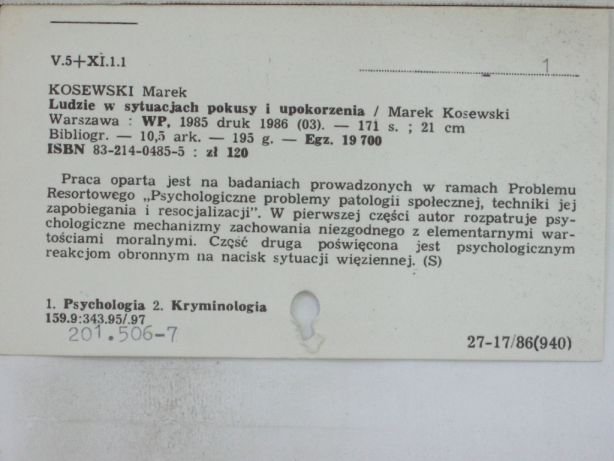 V.5+XI.1.1
1
KOSEWSKI Marek
Ludzie w sytuacjach pokusy i upokorzenia / Marek Kosewski
Warszawa : WP, 1985 druk 1986 (03). — 171 s. ; 21 cm
Bibliogr. — 10,5 ark. — 195 g. — Egz. 19 700
ISBN 83-214-0485-5 : zł 120
Praca oparta jest na badaniach prowadzonych w ramach Problemu
Resortowego „Psychologiczne problemy patologii społecznej, techniki jej
zapobiegania i resocjalizacji". W pierwszej części autor rozpatruje psy-
chologiczne mechanizmy zachowania niezgodnego z elementarnymi war-
tościami moralnymi. Część druga poświęcona jest psychologicznym
reakcjom obronnym na nacisk sytuacji więziennej. (S)
1. Psychologia 2. Kryminologia
159.9:343.95/.97
201.506-7
27-17/86(940)